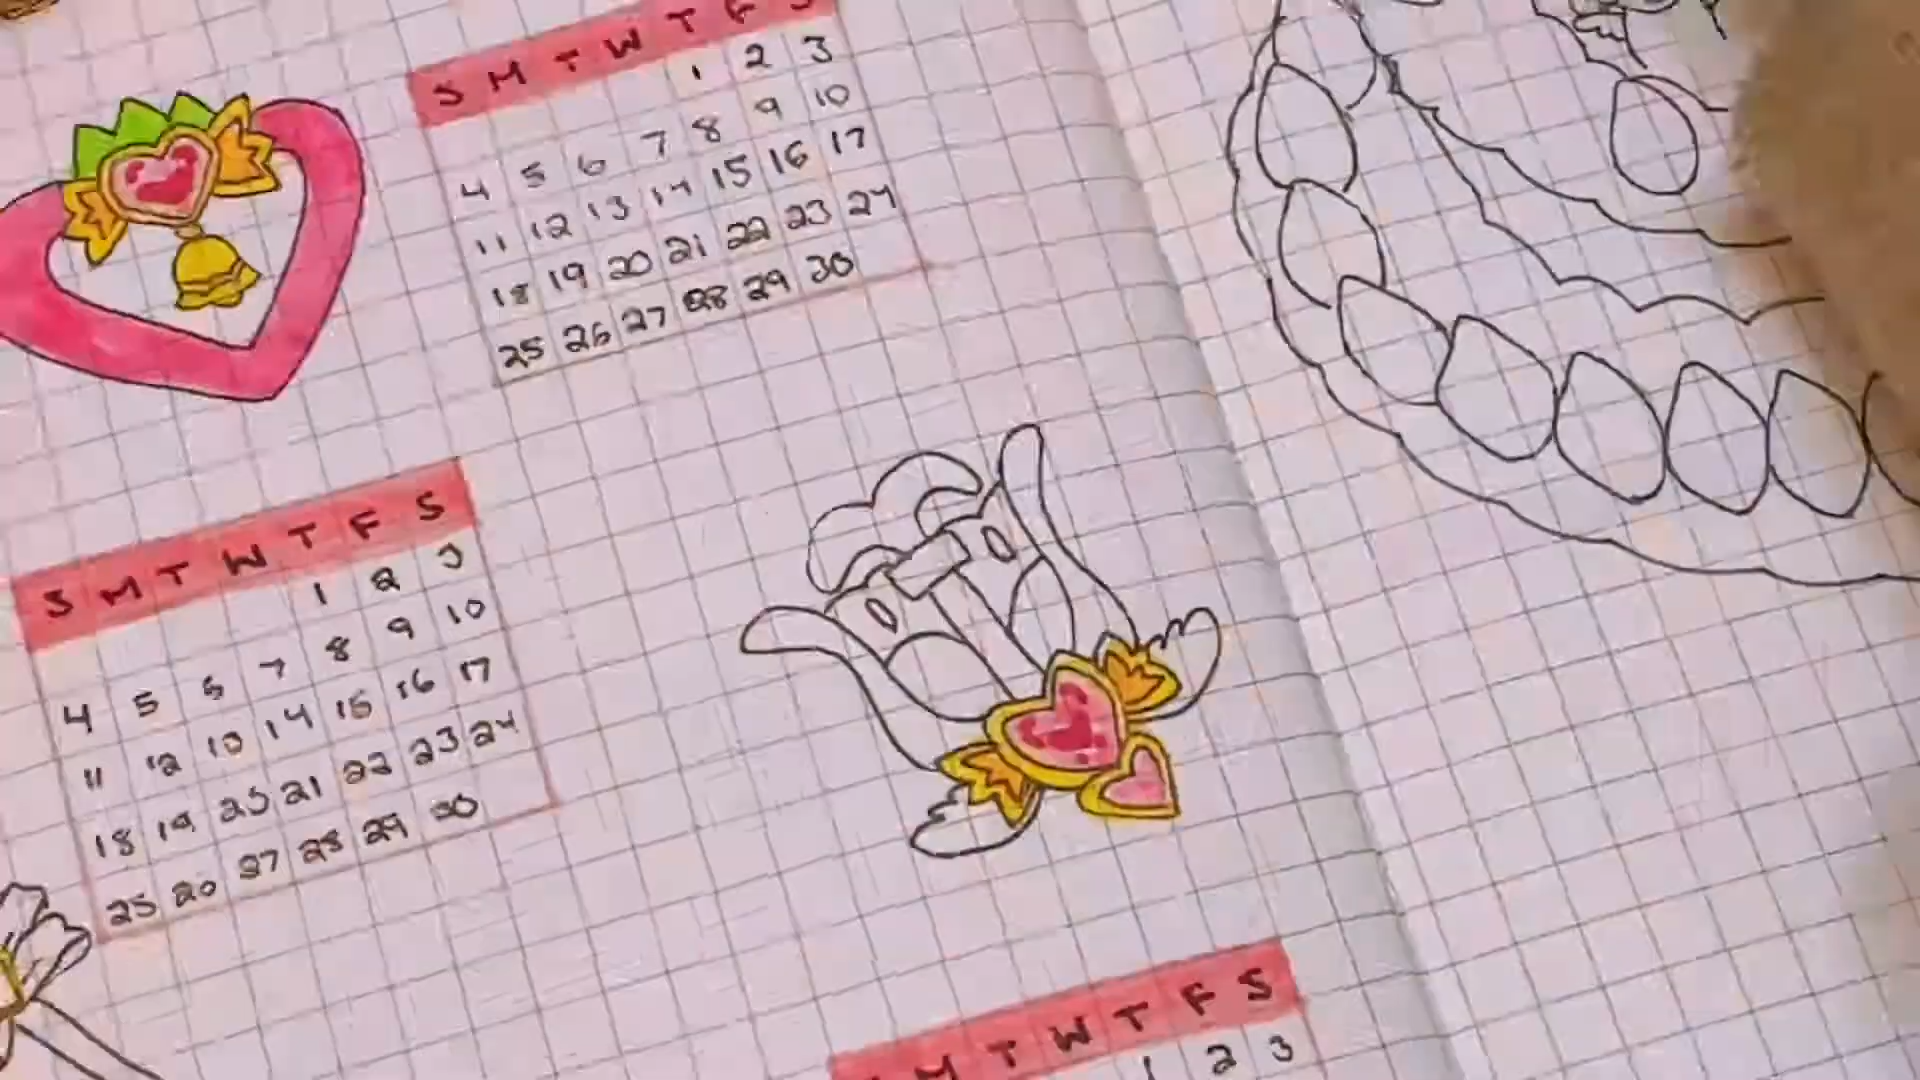 S M T W T F S
1 2 3
4 5 6 7 8 9 10
11 12 13 14 15 16 17
18 19 20 21 22 23 24
25 26 27 28 29 30
S M T W T F S
1 2 3
4 5 6 7 8 9 10
11 12 13 14 15 16 17
18 19 20 21 22 23 24
25 26 27 28 29 30
M T W T F S
1 2 3